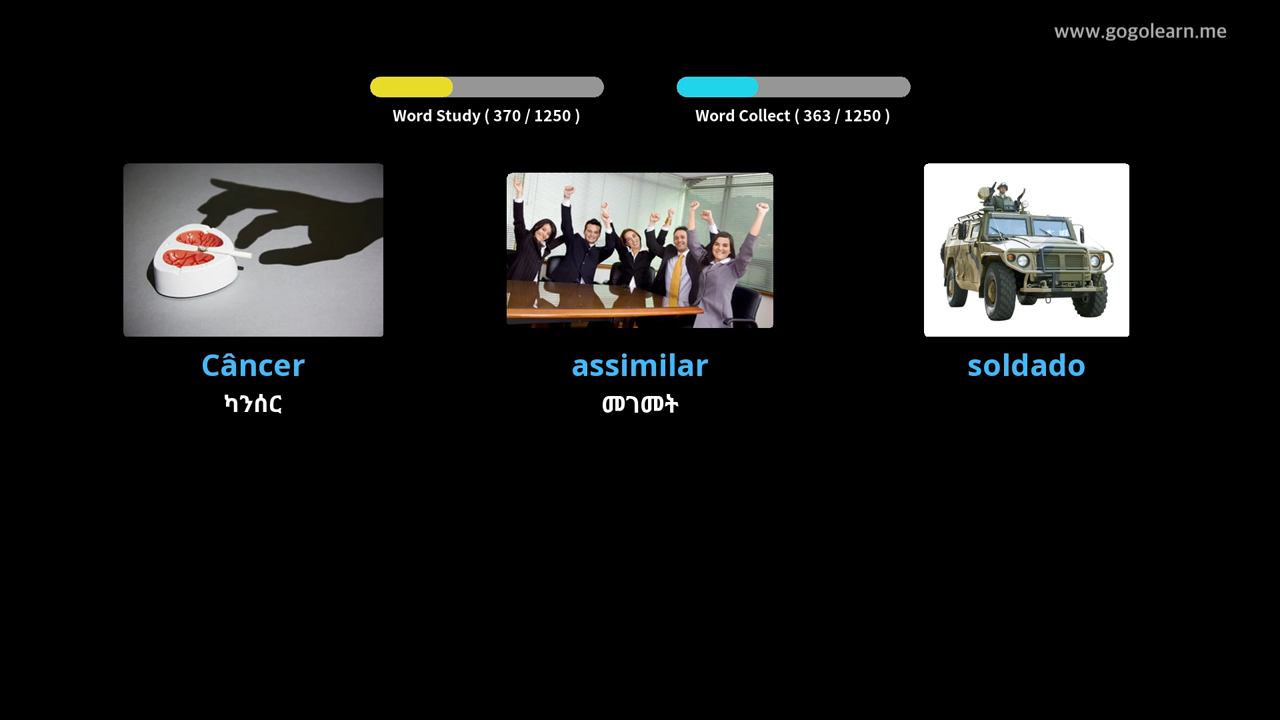 www.gogolearn.me
Word Study ( 370 / 1250 )
Word Collect ( 363 / 1250 )
Câncer
assimilar
soldado
ካንሰር
መገመት